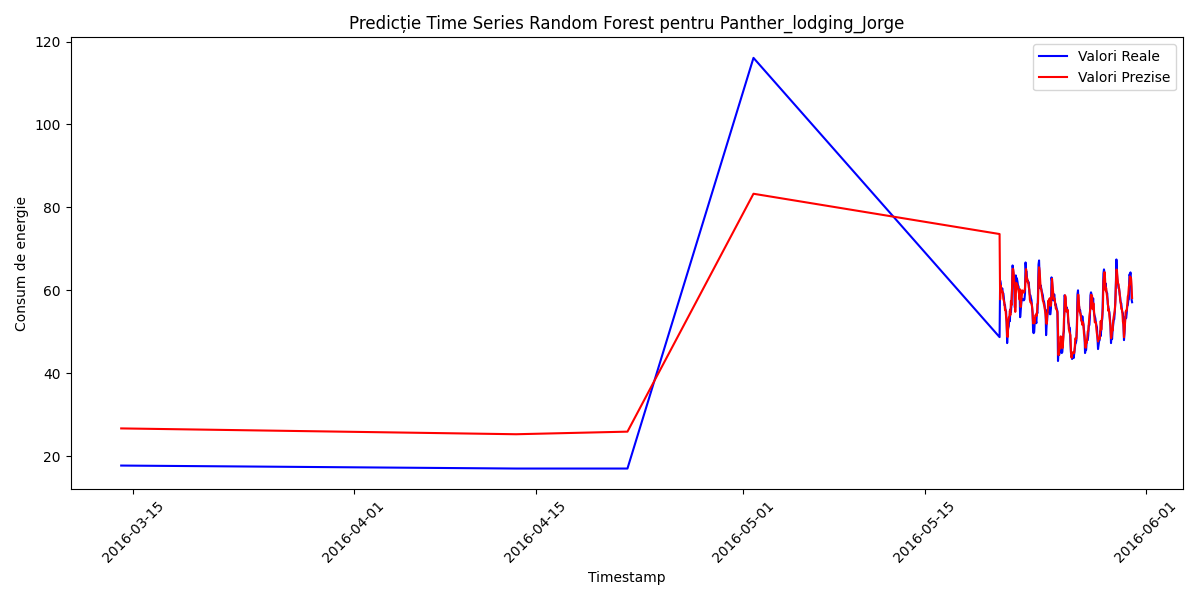 Predicție Time Series Random Forest pentru Panther_lodging_Jorge
Valori Reale
Valori Prezise
Consum de energie
120
100
80
60
40
20
2016-03-15
2016-04-01
2016-04-15
2016-05-01
2016-05-15
2016-06-01
Timestamp